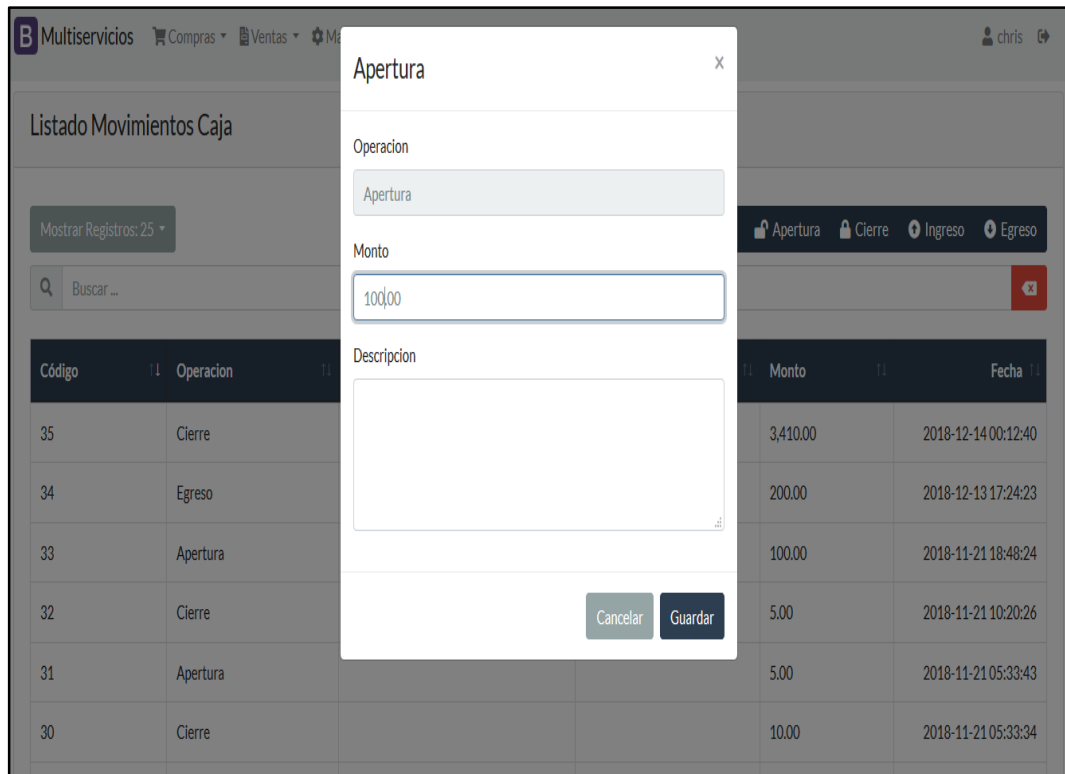 B Multiservicios Compras Ventas chris
Apertura x
Listado Movimientos Caja
Operacion
Apertura
Mostrar Registros: 25
Apertura Cierre Ingreso Egreso
Monto
Buscar ...
100.00
Descripcion
Código Operacion Monto Fecha
35 Cierre 3,410.00 2018-12-14 00:12:40
34 Egreso 200.00 2018-12-13 17:24:23
33 Apertura 100.00 2018-11-21 18:48:24
32 Cierre 5.00 2018-11-21 10:20:26
Cancelar Guardar
31 Apertura 5.00 2018-11-21 05:33:43
30 Cierre 10.00 2018-11-21 05:33:34